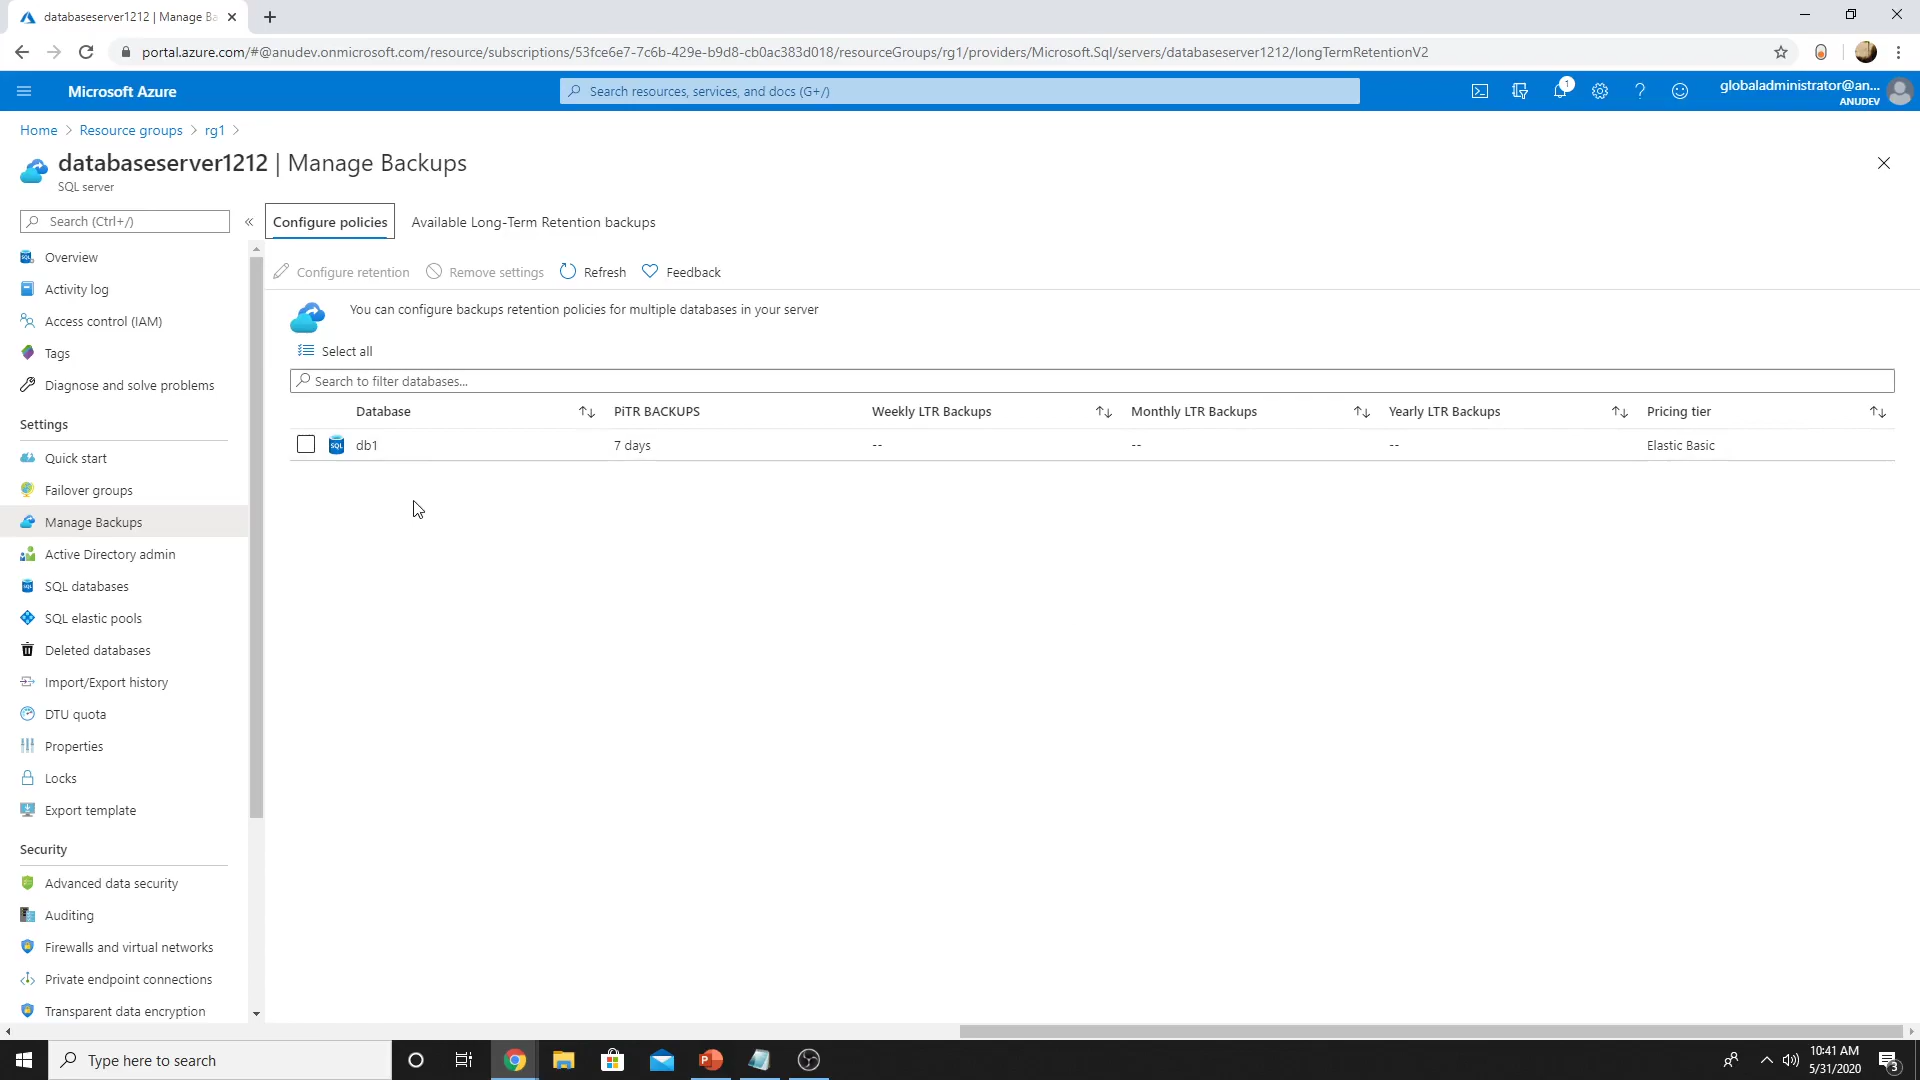 databaseserver1212 | Manage Ba
portal.azure.com/#@anudev.onmicrosoft.com/resource/subscriptions/53fce6e7-7c6b-429e-b9d8-cb0ac383d018/resourceGroups/rg1/providers/Microsoft.Sql/servers/databaseserver1212/longTermRetentionV2
Microsoft Azure
Search resources, services, and docs (G+/)
1
globaladministrator@an...
ANUDEV
Home > Resource groups > rg1 >
databaseserver1212 | Manage Backups
SQL server
Search (Ctrl+/)
Overview
Activity log
Access control (IAM)
Tags
Diagnose and solve problems
Settings
Quick start
Failover groups
Manage Backups
Active Directory admin
SQL databases
SQL elastic pools
Deleted databases
Import/Export history
DTU quota
Properties
Locks
Export template
Security
Advanced data security
Auditing
Firewalls and virtual networks
Private endpoint connections
Transparent data encryption
Configure policies
Available Long-Term Retention backups
Configure retention
Remove settings
Refresh
Feedback
You can configure backups retention policies for multiple databases in your server
Select all
Search to filter databases...
Database
PiTR BACKUPS
Weekly LTR Backups
Monthly LTR Backups
Yearly LTR Backups
Pricing tier
SQL
db1
7 days
--
--
--
Elastic Basic
Type here to search
10:41 AM
5/31/2020
3